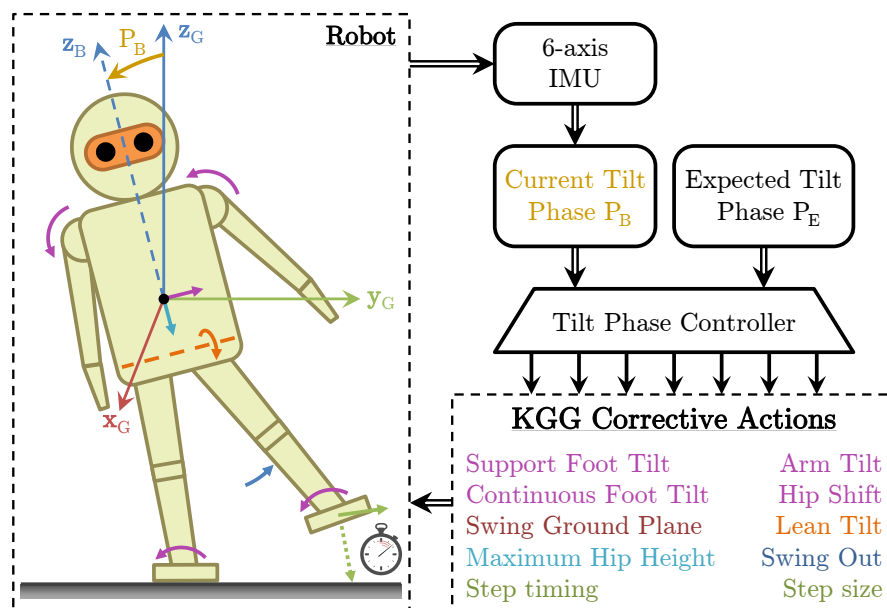 Robot
z_B
P_B
z_G
y_G
x_G
6-axis
IMU
Current Tilt
Phase P_B
Expected Tilt
Phase P_E
Tilt Phase Controller
KGG Corrective Actions
Support Foot Tilt
Arm Tilt
Continuous Foot Tilt
Hip Shift
Swing Ground Plane
Lean Tilt
Maximum Hip Height
Swing Out
Step timing
Step size